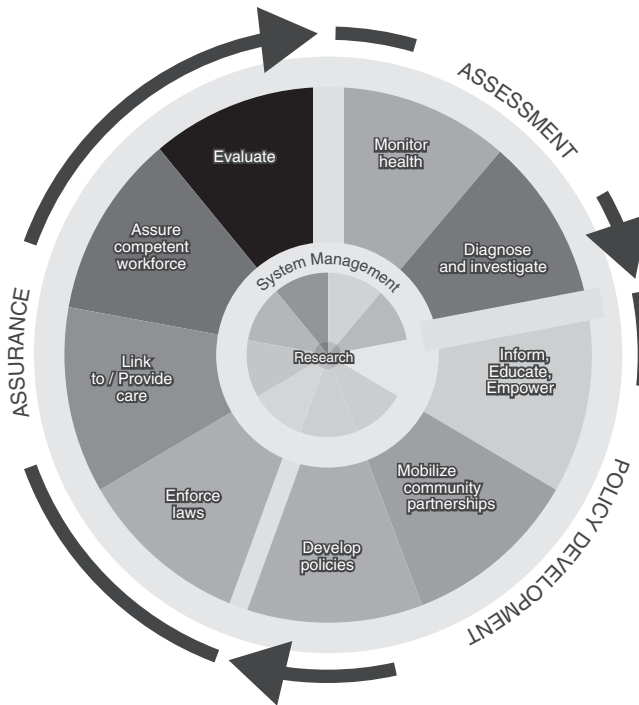 ASSESSMENT
Monitor
health
Diagnose
and investigate
POLICY DEVELOPMENT
Inform,
Educate,
Empower
Mobilize
community
partnerships
Develop
policies
ASSURANCE
Enforce
laws
Link
to / Provide
care
Assure
competent
workforce
Evaluate
System Management
Research